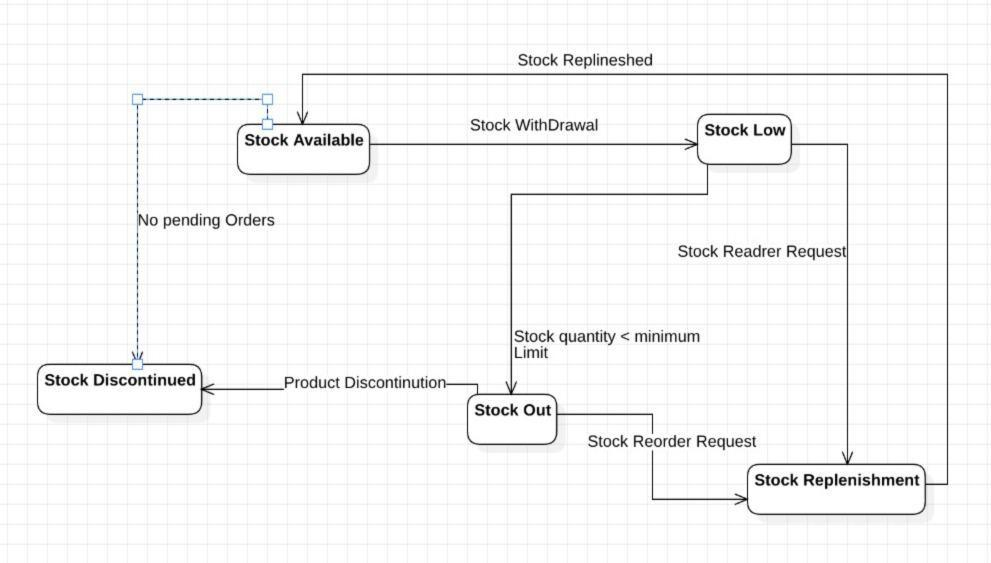 Stock Replineshed
Stock Available
Stock WithDrawal
Stock Low
No pending Orders
Stock Readrer Request
Stock quantity < minimum
Limit
Stock Discontinued
Product Discontinution
Stock Out
Stock Reorder Request
Stock Replenishment